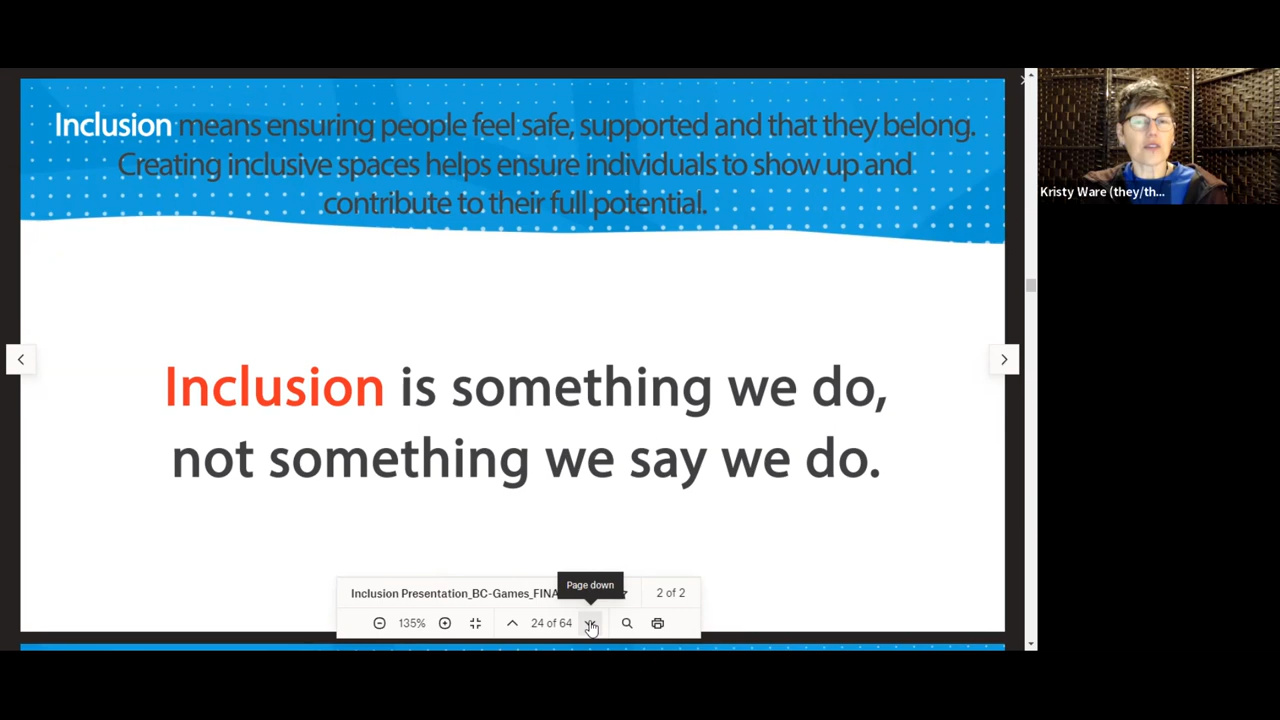 Inclusion means ensuring people feel safe, supported and that they belong.
Creating inclusive spaces helps ensure individuals to show up and
contribute to their full potential.
Kristy Ware (they/th...
Inclusion is something we do,
not something we say we do.
Page down
Inclusion Presentation_BC-Games_FINA
2 of 2
135%
24 of 64